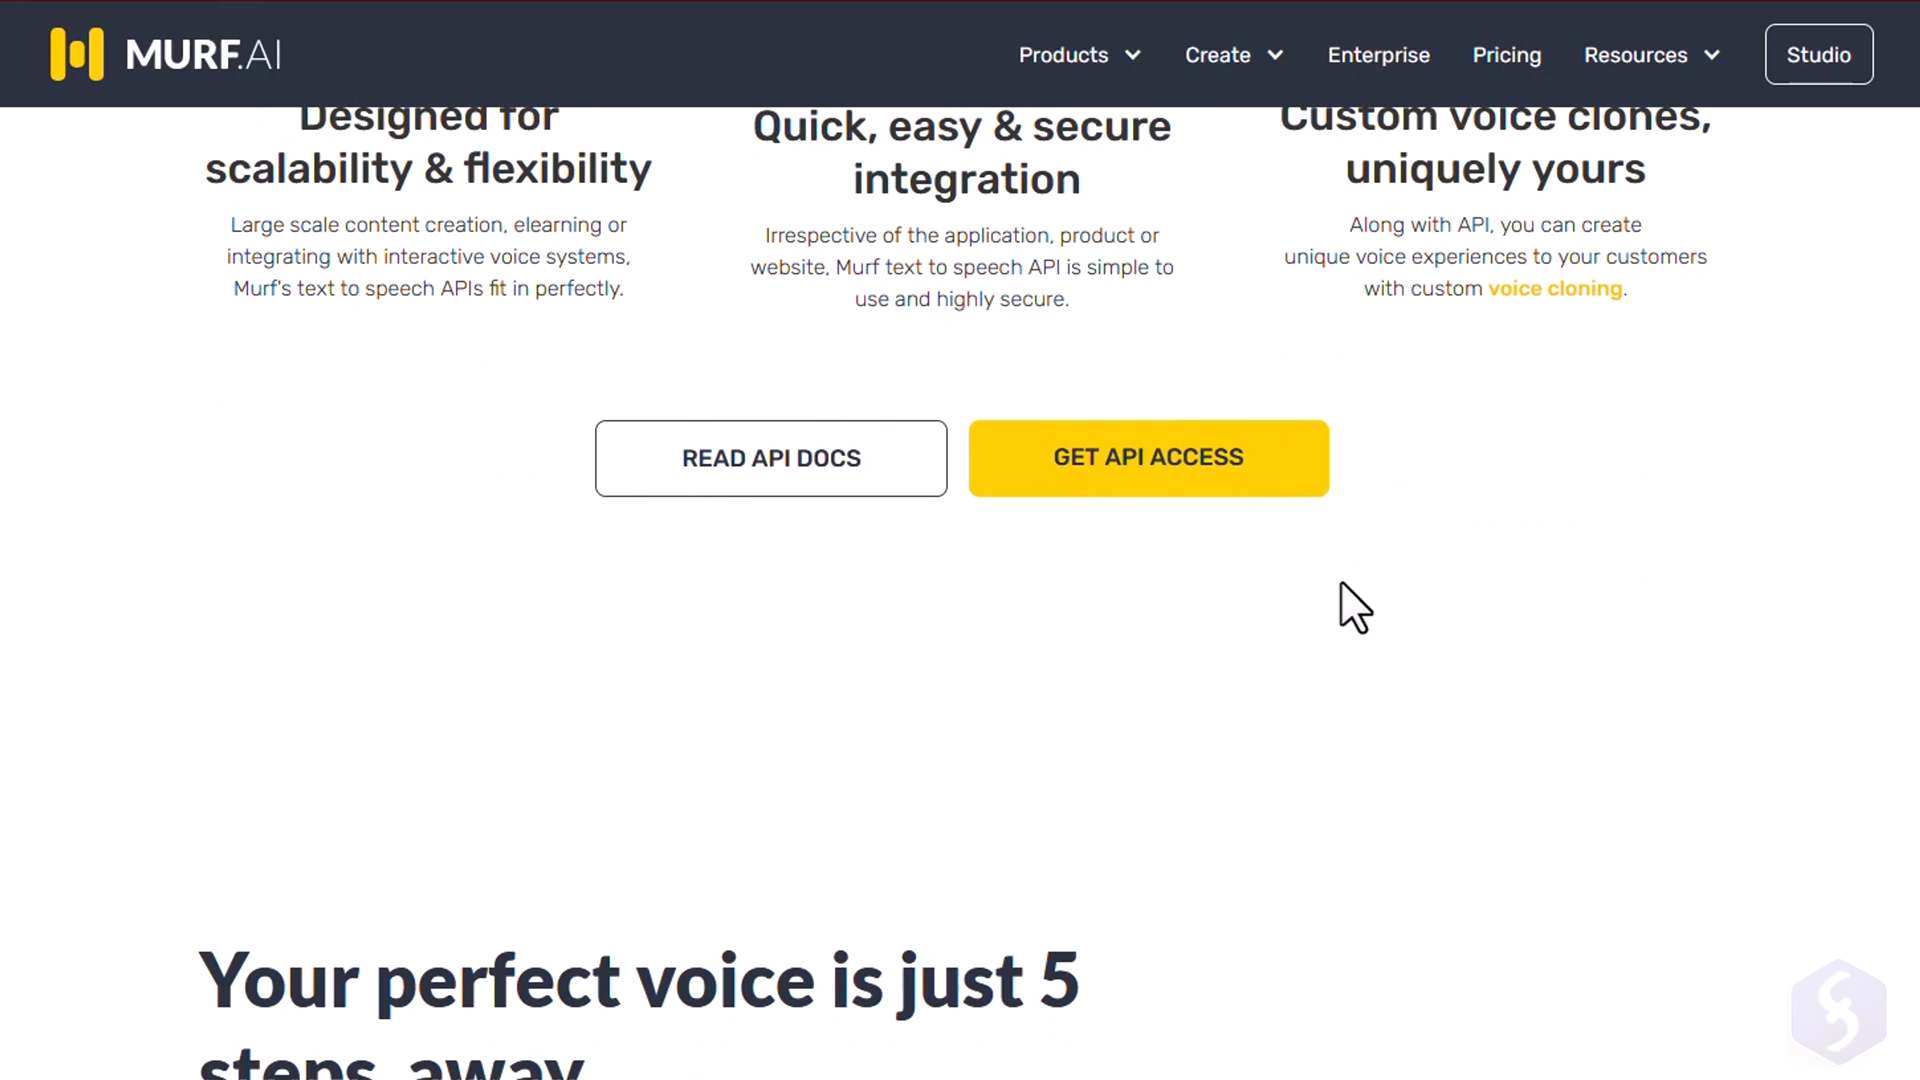 MURF.AI
Products
Create
Enterprise
Pricing
Resources
Studio
Designed for
scalability & flexibility
Large scale content creation, elearning or
integrating with interactive voice systems,
Murf's text to speech APIs fit in perfectly.
Quick, easy & secure
integration
Irrespective of the application, product or
website, Murf text to speech API is simple to
use and highly secure.
Custom voice clones,
uniquely yours
Along with API, you can create
unique voice experiences to your customers
with custom voice cloning.
READ API DOCS
GET API ACCESS
Your perfect voice is just 5
steps, away